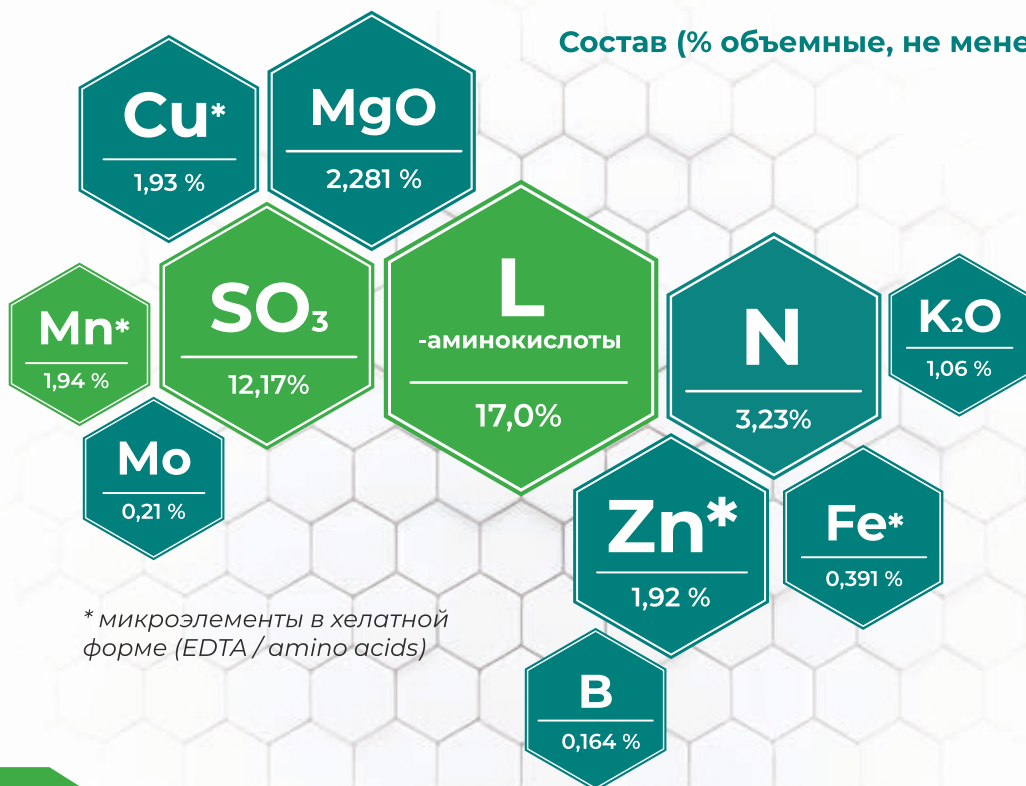 Состав (% объемные, не мене
Cu*
1,93 %
MgO
2,281 %
Mn*
1,94 %
SO₃
12,17%
L
-аминокислоты
17,0%
N
3,23%
K₂O
1,06 %
Mo
0,21 %
Zn*
1,92 %
Fe*
0,391 %
B
0,164 %
* микроэлементы в хелатной
форме (EDTA / amino acids)